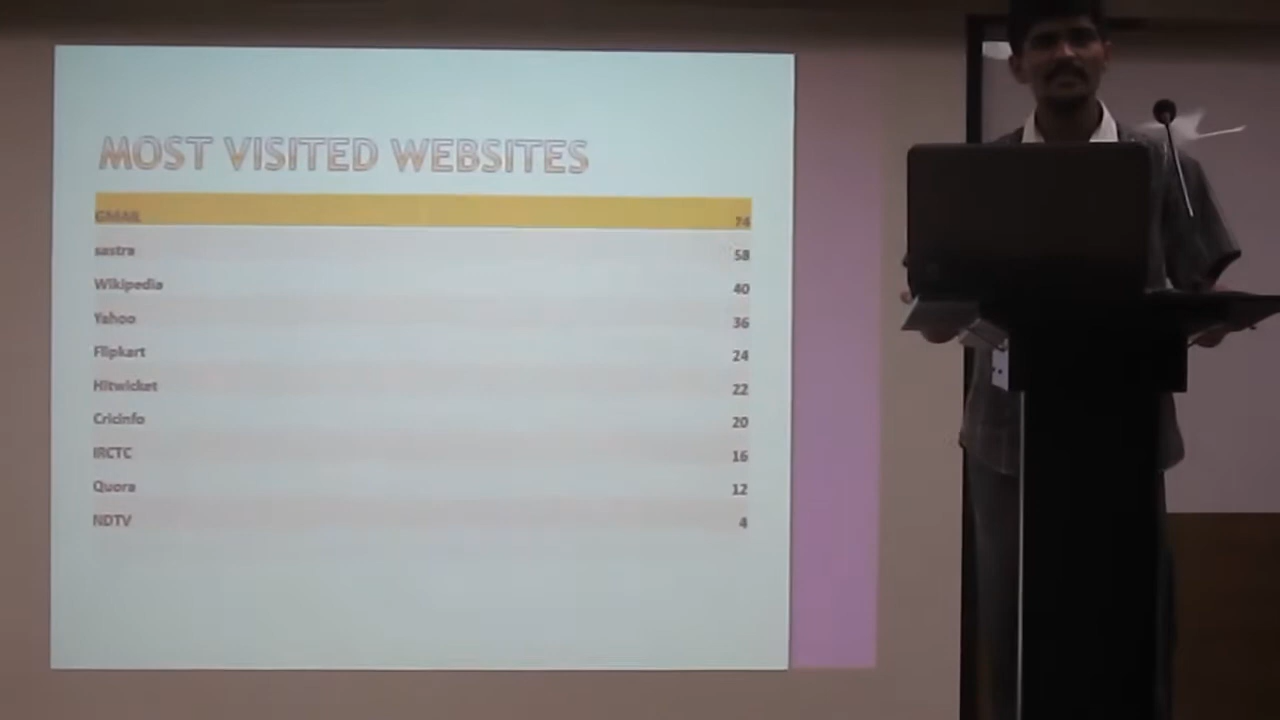 MOST VISITED WEBSITES
GMAIL 74
sastra 58
Wikipedia 40
Yahoo 36
Flipkart 24
Hitwicket 22
Cricinfo 20
IRCTC 16
Quora 12
NDTV 4